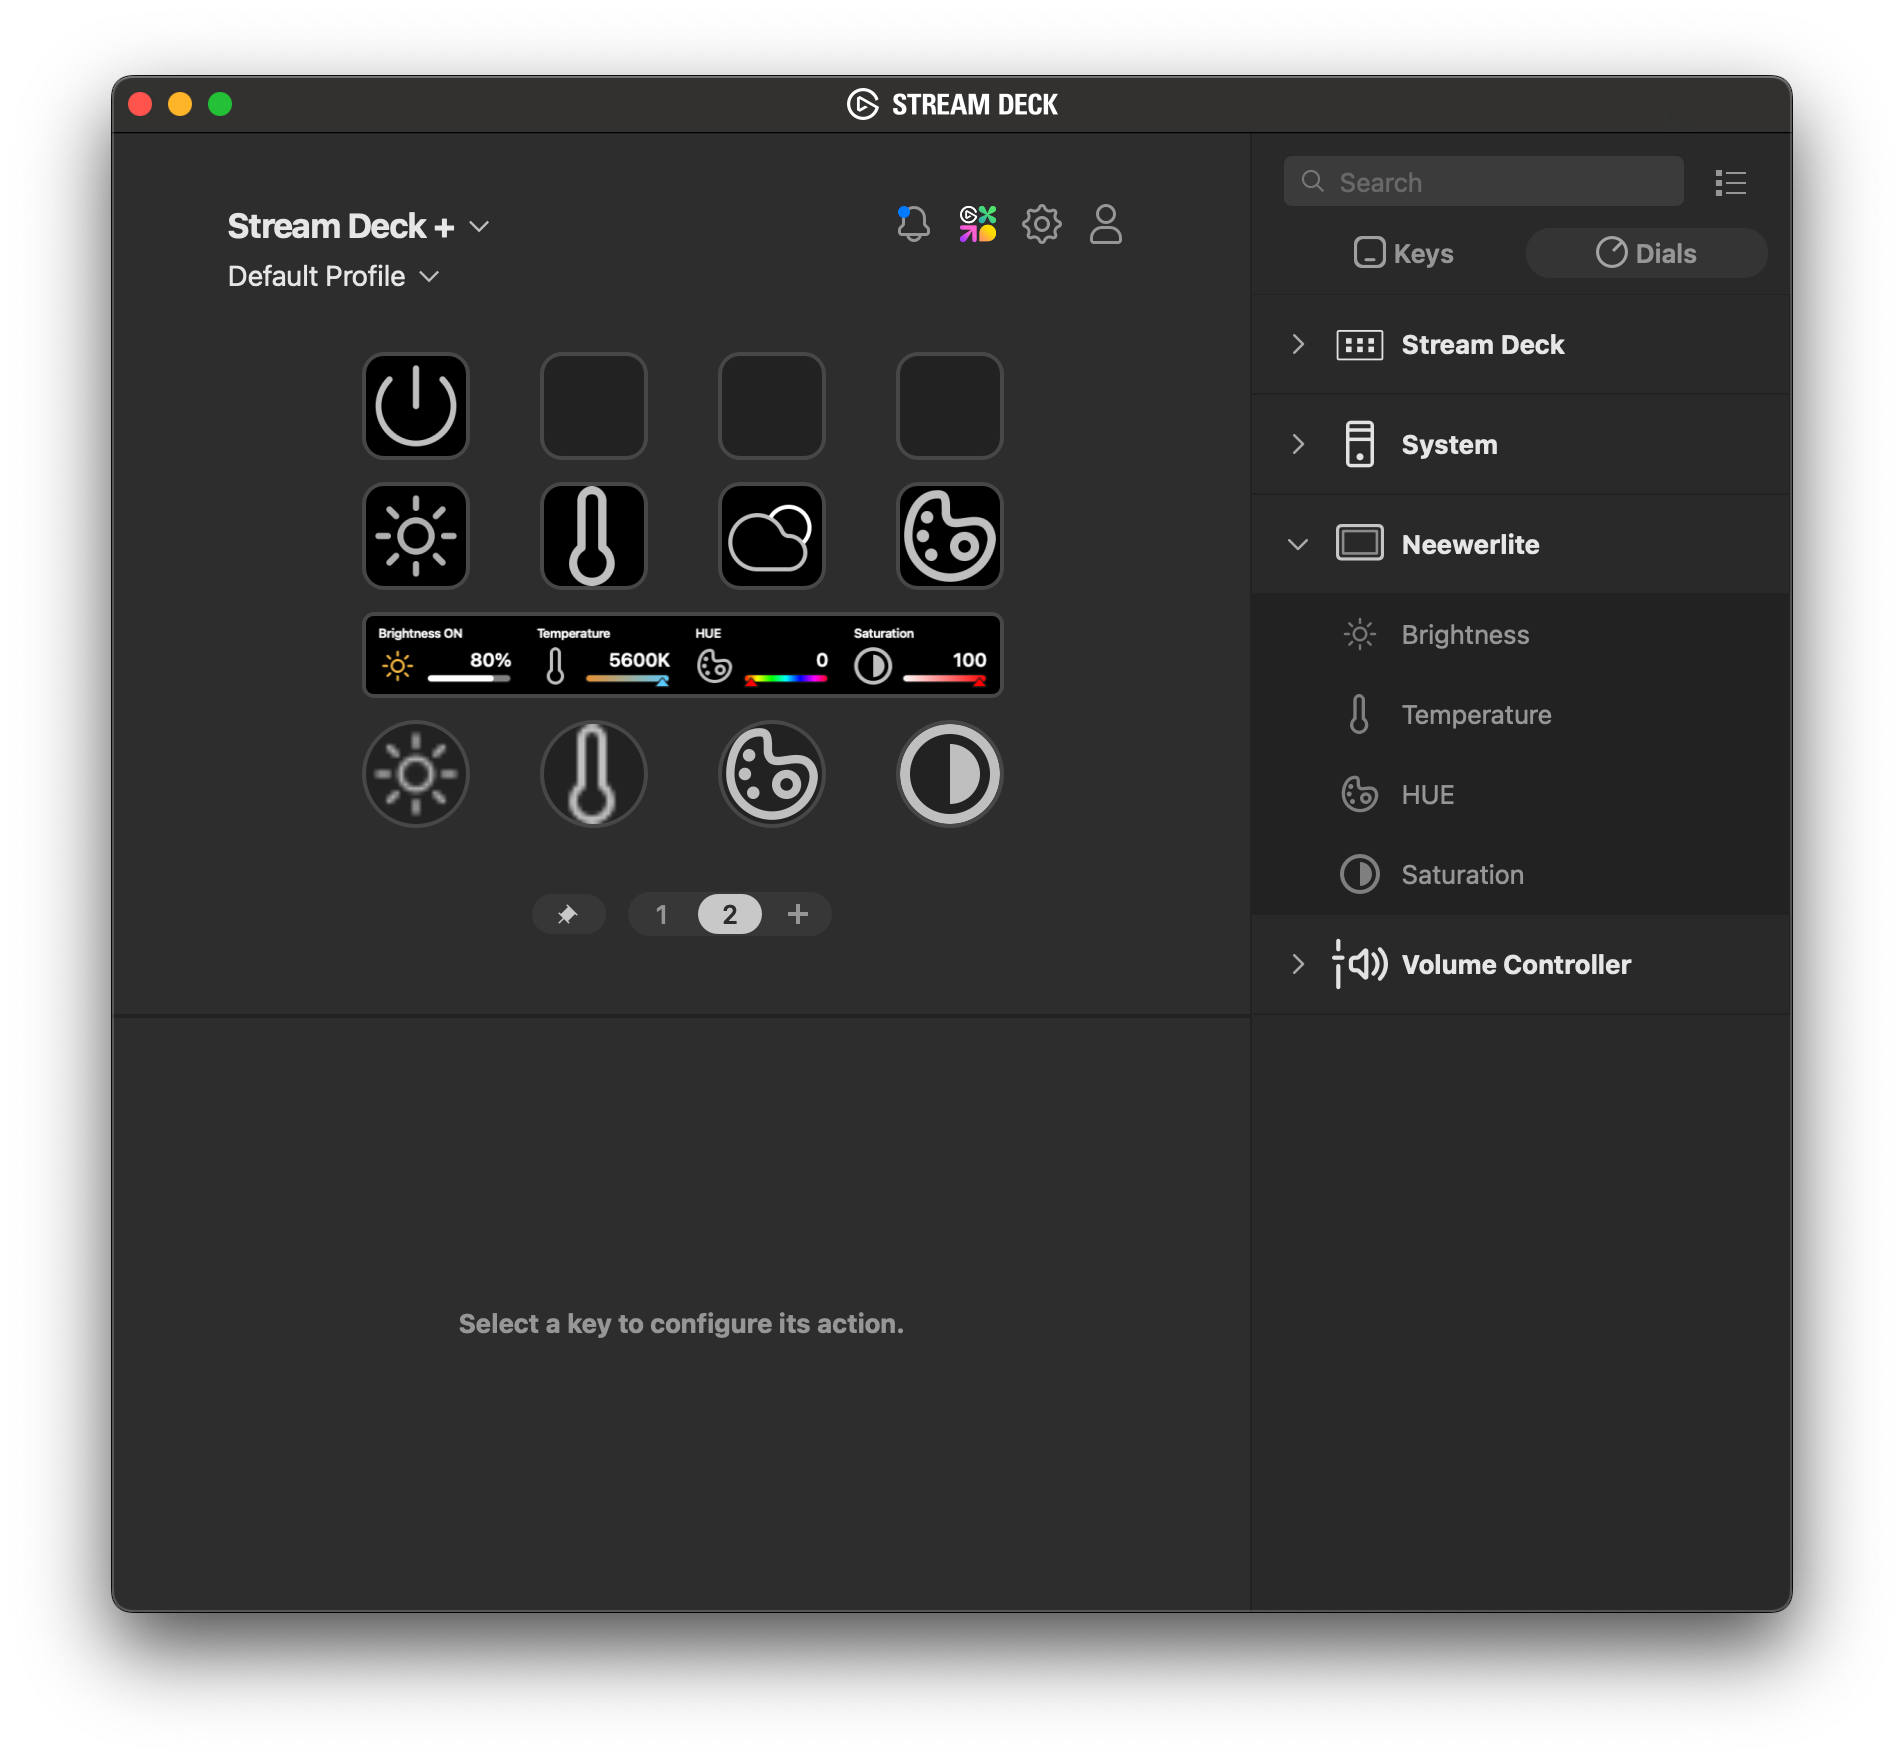 STREAM DECK
Stream Deck +
Default Profile
Brightness ON
80%
Temperature
5600K
HUE
0
Saturation
100
1
2
+
Select a key to configure its action.
Search
Keys
Dials
Stream Deck
System
Neewerlite
Brightness
Temperature
HUE
Saturation
Volume Controller